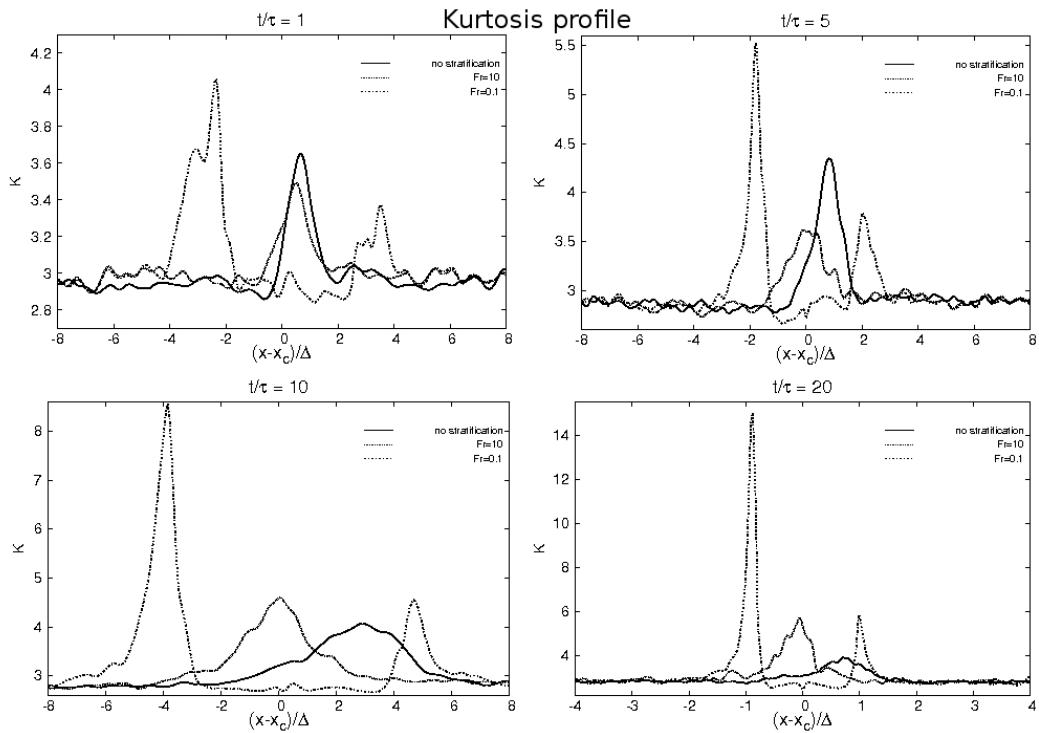 Kurtosis profile
t/τ = 1
4.2
4
3.8
3.6
3.4
3.2
3
2.8
K
no stratification
Fr=10
Fr=0.1
-8 -6 -4 -2 0 2 4 6 8
(x-x_c)/Δ
t/τ = 5
5.5
5
4.5
4
3.5
3
K
no stratification
Fr=10
Fr=0.1
-8 -6 -4 -2 0 2 4 6 8
(x-x_c)/Δ
t/τ = 10
8
7
6
5
4
3
K
no stratification
Fr=10
Fr=0.1
-8 -6 -4 -2 0 2 4 6 8
(x-x_c)/Δ
t/τ = 20
14
12
10
8
6
4
K
no stratification
Fr=10
Fr=0.1
-4 -3 -2 -1 0 1 2 3 4
(x-x_c)/Δ